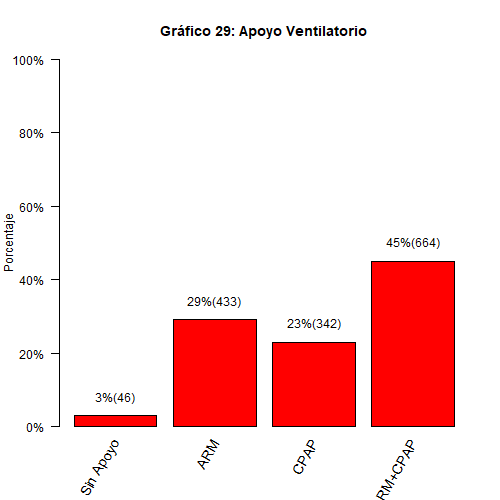 Gráfico 29: Apoyo Ventilatorio
100%
80%
60%
40%
20%
0%
Porcentaje
3%(46)
29%(433)
23%(342)
45%(664)
Sin Apoyo
ARM
CPAP
RM+CPAP